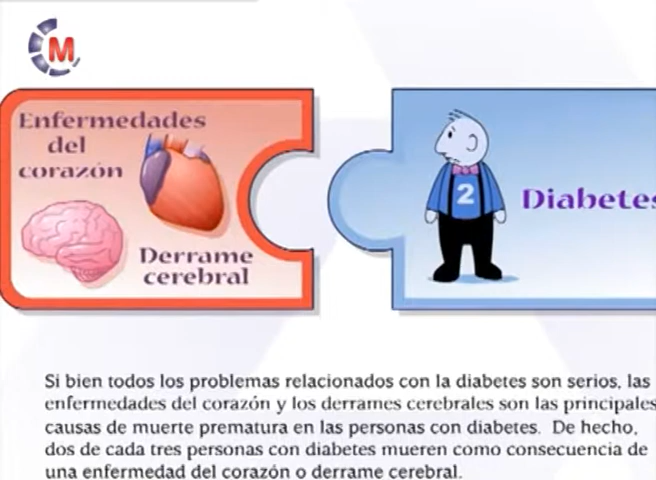 M
Enfermedades
del
corazón
Derrame
cerebral
2
Diabetes
Si bien todos los problemas relacionados con la diabetes son serios, las
enfermedades del corazón y los derrames cerebrales son las principales
causas de muerte prematura en las personas con diabetes. De hecho,
dos de cada tres personas con diabetes mueren como consecuencia de
una enfermedad del corazón o derrame cerebral.